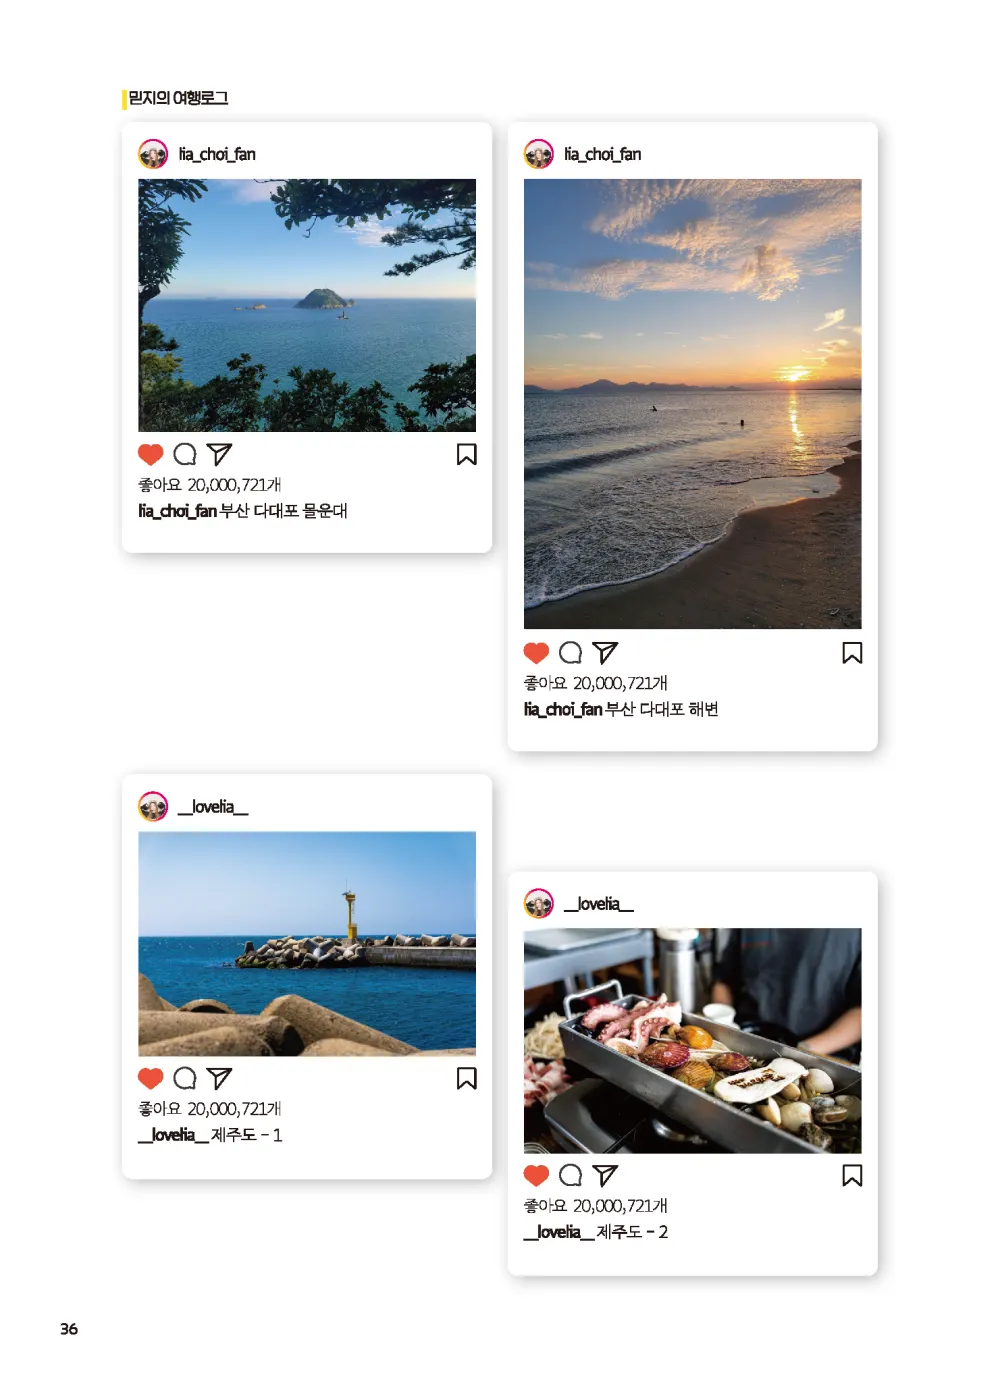 믿지의 여행로그
lia_choi_fan
좋아요 20,000,721개
lia_choi_fan 부산 다대포 몰운대
lia_choi_fan
좋아요 20,000,721개
lia_choi_fan 부산 다대포 해변
__lovelia__
좋아요 20,000,721개
__lovelia__ 제주도 - 1
__lovelia__
좋아요 20,000,721개
__lovelia__ 제주도 - 2
36